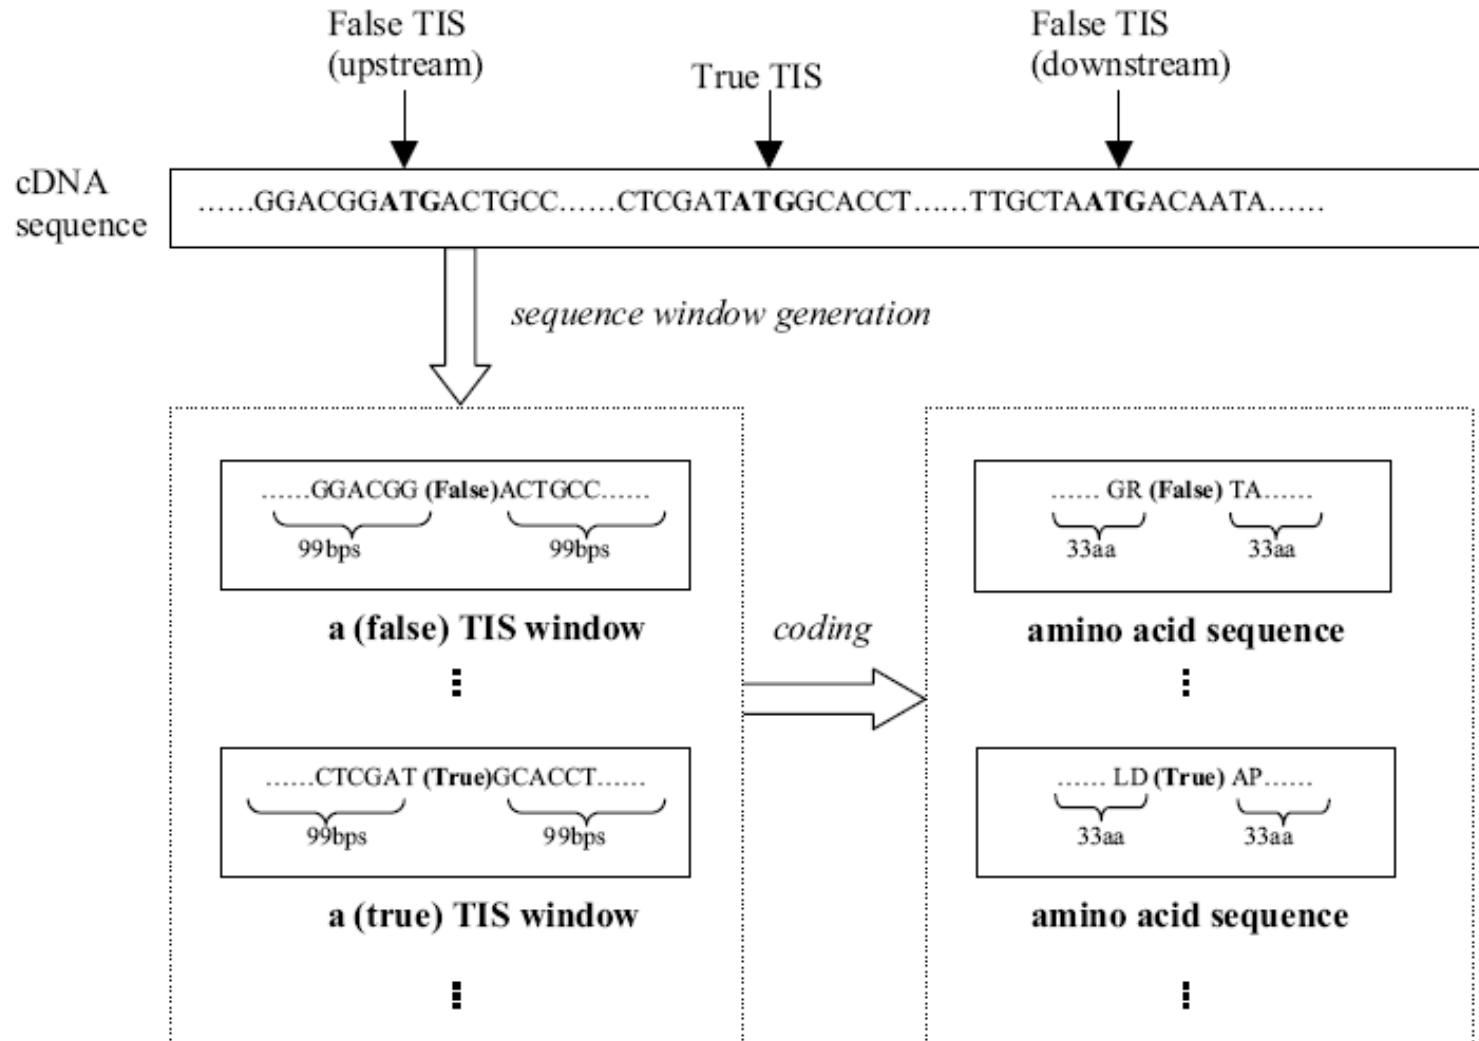 False TIS
(upstream)
True TIS
False TIS
(downstream)
cDNA
sequence
......GGACGGATGACTGCC......CTCGATATGGCACCT......TTGCTAATGACAATA......
sequence window generation
......GGACGG (False)ACTGCC......
99bps 99bps
a (false) TIS window
......CTCGAT (True)GCACCT......
99bps 99bps
a (true) TIS window
coding
...... GR (False) TA......
33aa 33aa
amino acid sequence
...... LD (True) AP......
33aa 33aa
amino acid sequence